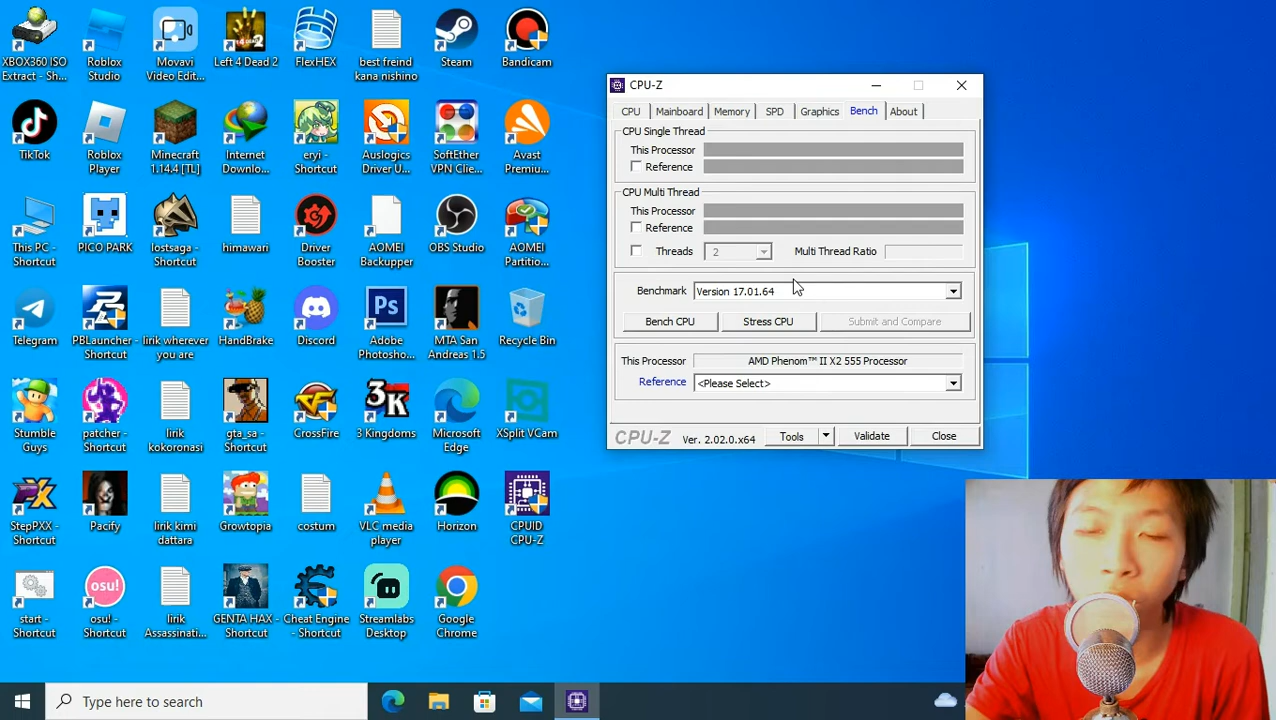 XBOX360 ISO
Extract - Sh...
Roblox
Studio
Movavi
Video Edit...
Left 4 Dead 2
FlexHEX
best freind
kana nishino
Steam
Bandicam
TikTok
Roblox
Player
Minecraft
1.14.4 [TL]
Internet
Downlo...
eryi -
Shortcut
Auslogics
Driver U...
SoftEther
VPN Clie...
Avast
Premiu...
This PC -
Shortcut
PICO PARK
lostsaga -
Shortcut
himawari
Driver
Booster
AOMEI
Backupper
OBS Studio
AOMEI
Partitio...
Telegram
PBLauncher -
Shortcut
lirik wherever
you are
HandBrake
Discord
Adobe
Photosho...
MTA San
Andreas 1.5
Recycle Bin
Stumble
Guys
patcher -
Shortcut
lirik
kokoronasi
gta_sa -
Shortcut
CrossFire
3 Kingdoms
Microsoft
Edge
XSplit VCam
StepPXX -
Shortcut
Pacify
lirik kimi
dattara
Growtopia
costum
VLC media
player
Horizon
CPUID
CPU-Z
start -
Shortcut
osu! -
Shortcut
lirik
Assassinati...
GENTA HAX -
Shortcut
Cheat Engine
- Shortcut
Streamlabs
Desktop
Google
Chrome
CPU-Z
CPU Mainboard Memory SPD Graphics Bench About
CPU Single Thread
This Processor
Reference
CPU Multi Thread
This Processor
Reference
Threads 2 Multi Thread Ratio
Benchmark Version 17.01.64
Bench CPU Stress CPU Submit and Compare
This Processor AMD Phenom™ II X2 555 Processor
Reference <Please Select>
CPU-Z Ver. 2.02.0.x64 Tools Validate Close
Type here to search